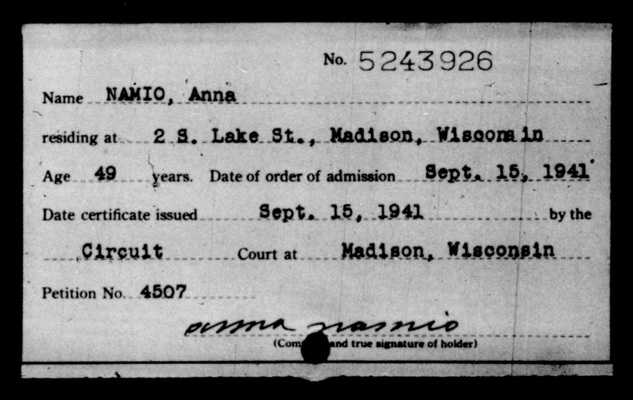 No. 5243926
Name NAMIO, Anna
residing at 2 S. Lake St., Madison, Wisconsin
Age 49 years. Date of order of admission Sept. 15, 1941
Date certificate issued Sept. 15, 1941 by the
Circuit Court at Madison, Wisconsin
Petition No. 4507
anna namio
(Com and true signature of holder)